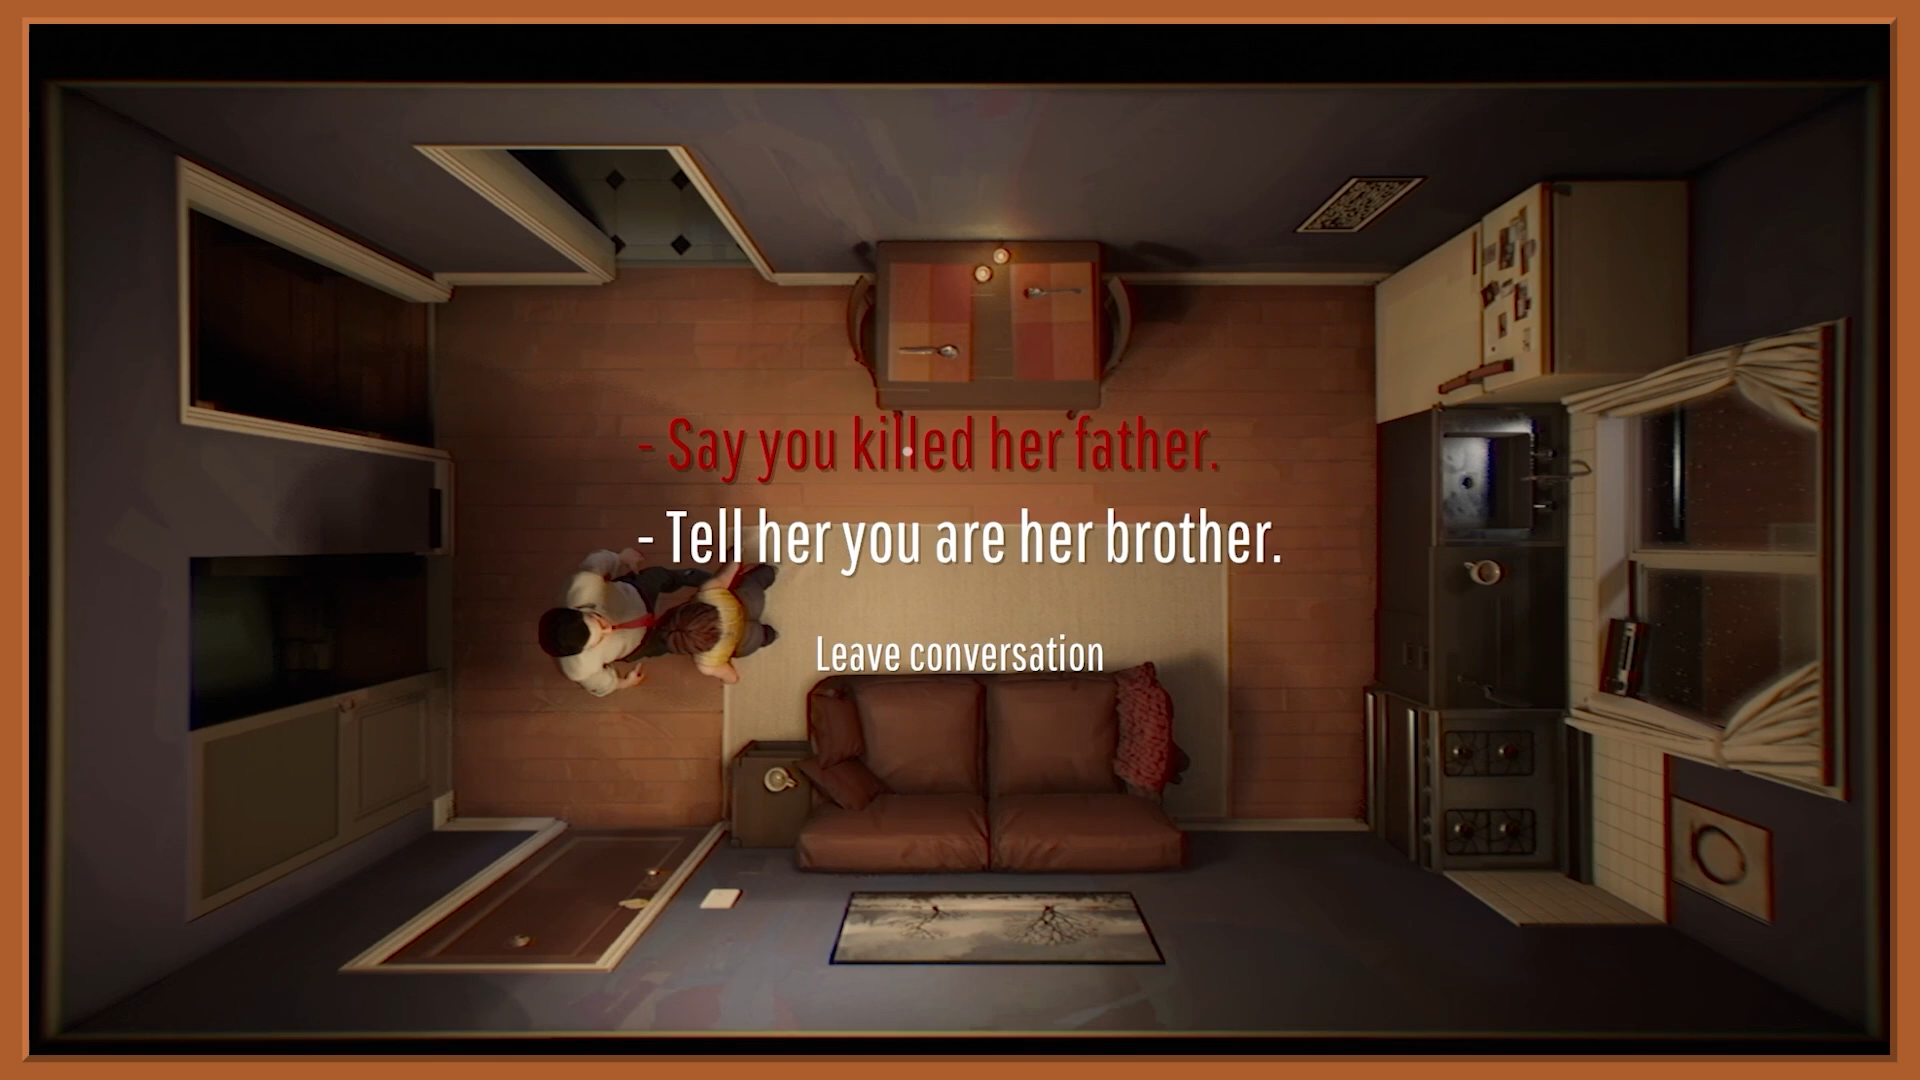 - Say you killed her father.
- Tell her you are her brother.
Leave conversation